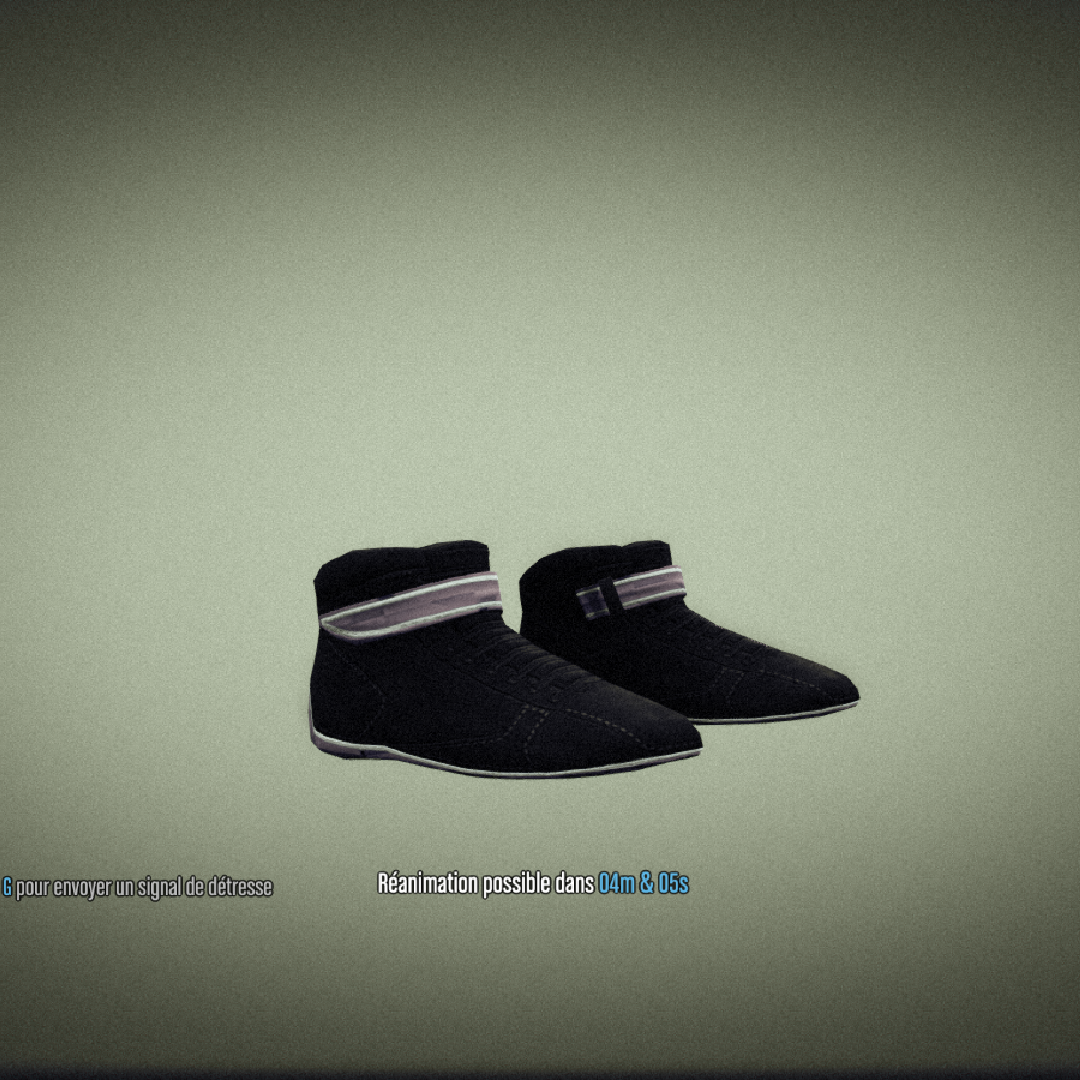 G pour envoyer un signal de détresse
Réanimation possible dans 04m & 05s